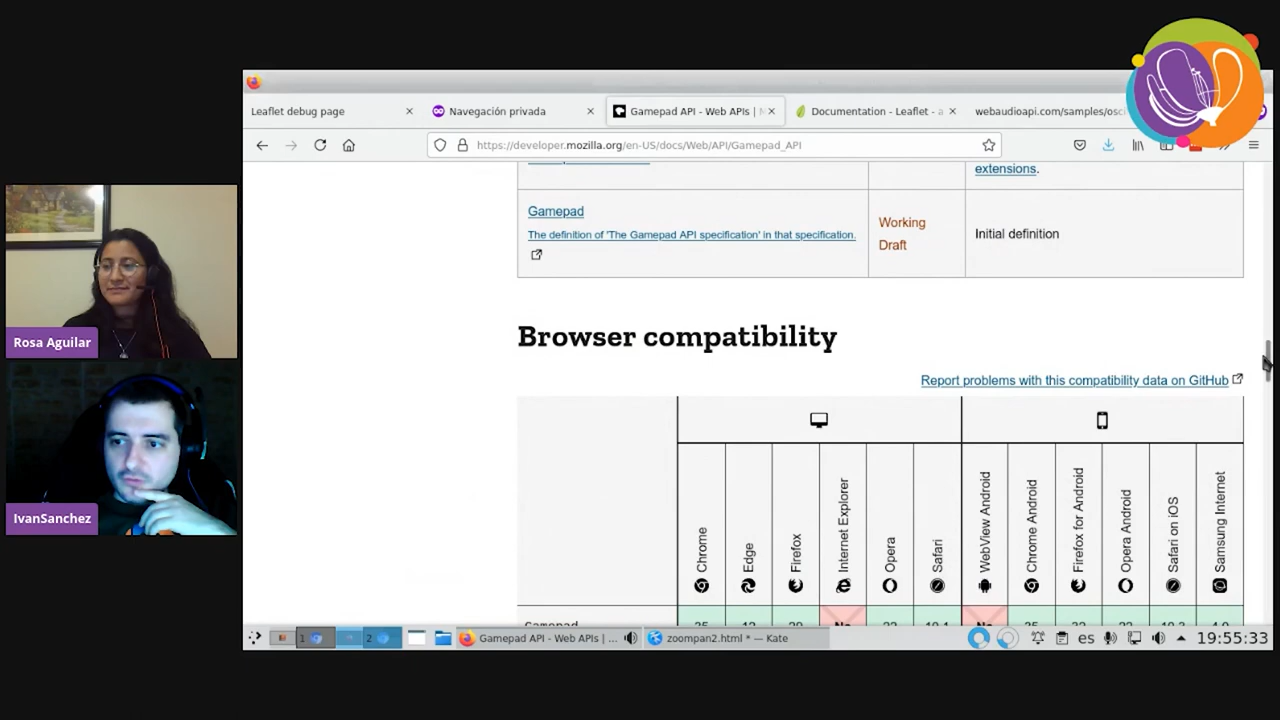 Leaflet debug page
Navegación privada
Gamepad API - Web APIs |
Documentation - Leaflet - a
webaudioapi.com/samples/osc
https://developer.mozilla.org/en-US/docs/Web/API/Gamepad_API
extensions.
Gamepad
The definition of 'The Gamepad API specification' in that specification.
Working
Draft
Initial definition
Browser compatibility
Report problems with this compatibility data on GitHub
Chrome
Edge
Firefox
Internet Explorer
Opera
Safari
WebView Android
Chrome Android
Firefox for Android
Opera Android
Safari on iOS
Samsung Internet
Rosa Aguilar
IvanSanchez
1
2
Gamepad API - Web APIs | ...
zoompan2.html * — Kate
es
19:55:33